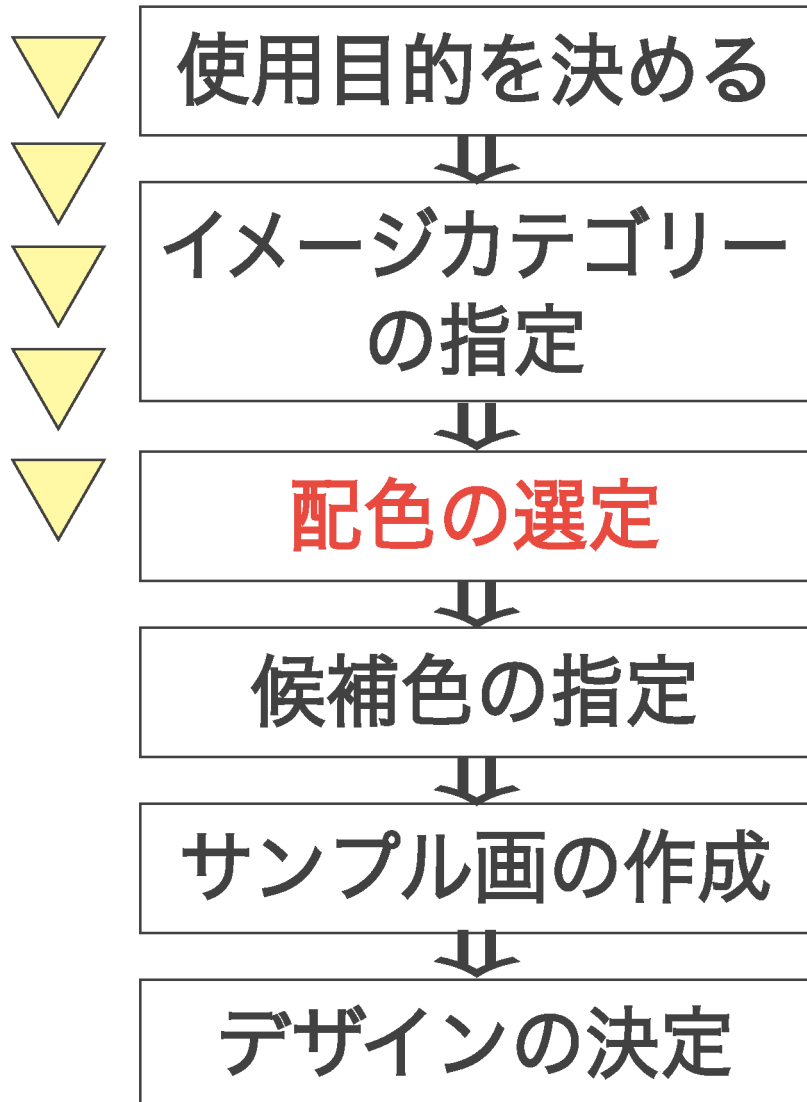 使用目的を決める
イメージカテゴリー
の指定
配色の選定
候補色の指定
サンプル画の作成
デザインの決定